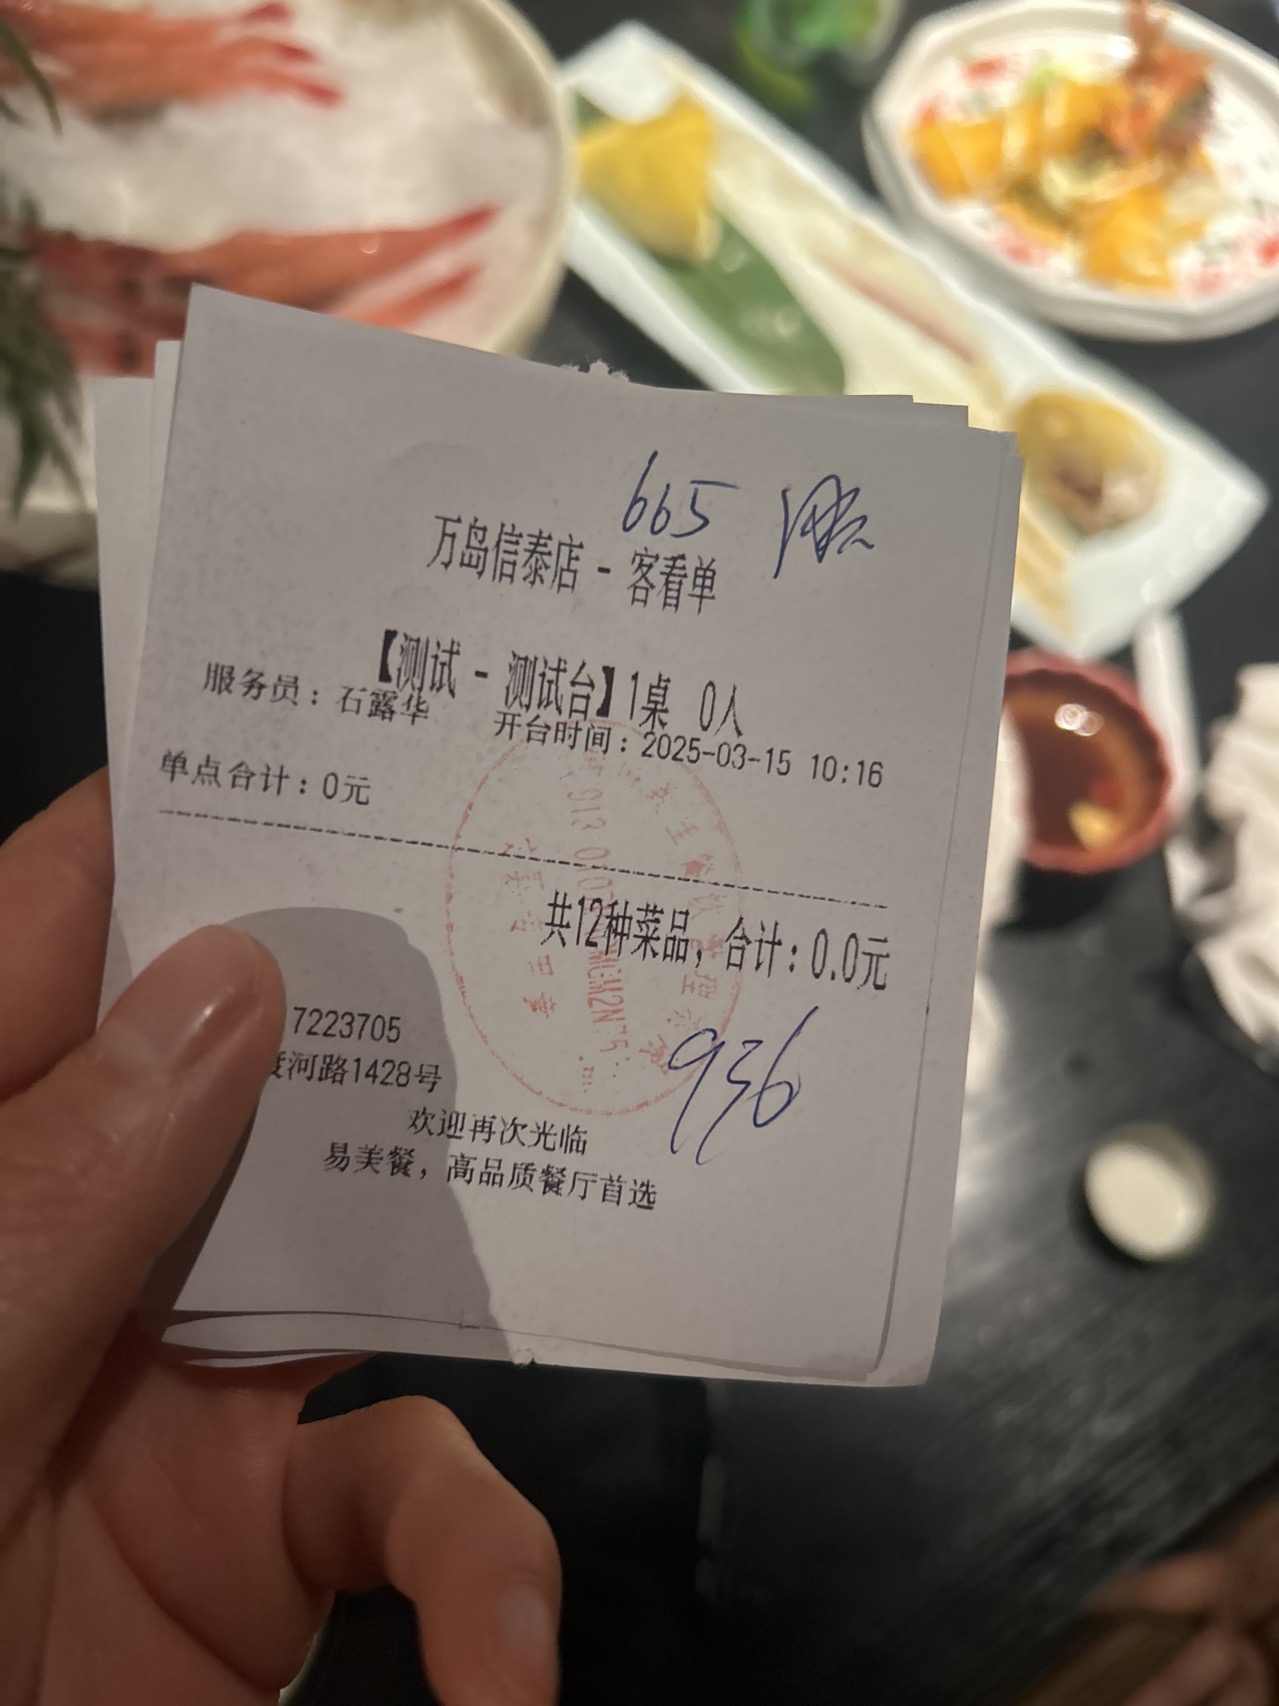 665
万岛信泰店 - 客看单
【测试 - 测试台】1桌 0人
服务员：石露华 开台时间：2025-03-15 10:16
单点合计：0元
共12种菜品，合计：0.0元
936
7223705
河路1428号
欢迎再次光临
易美餐，高品质餐厅首选